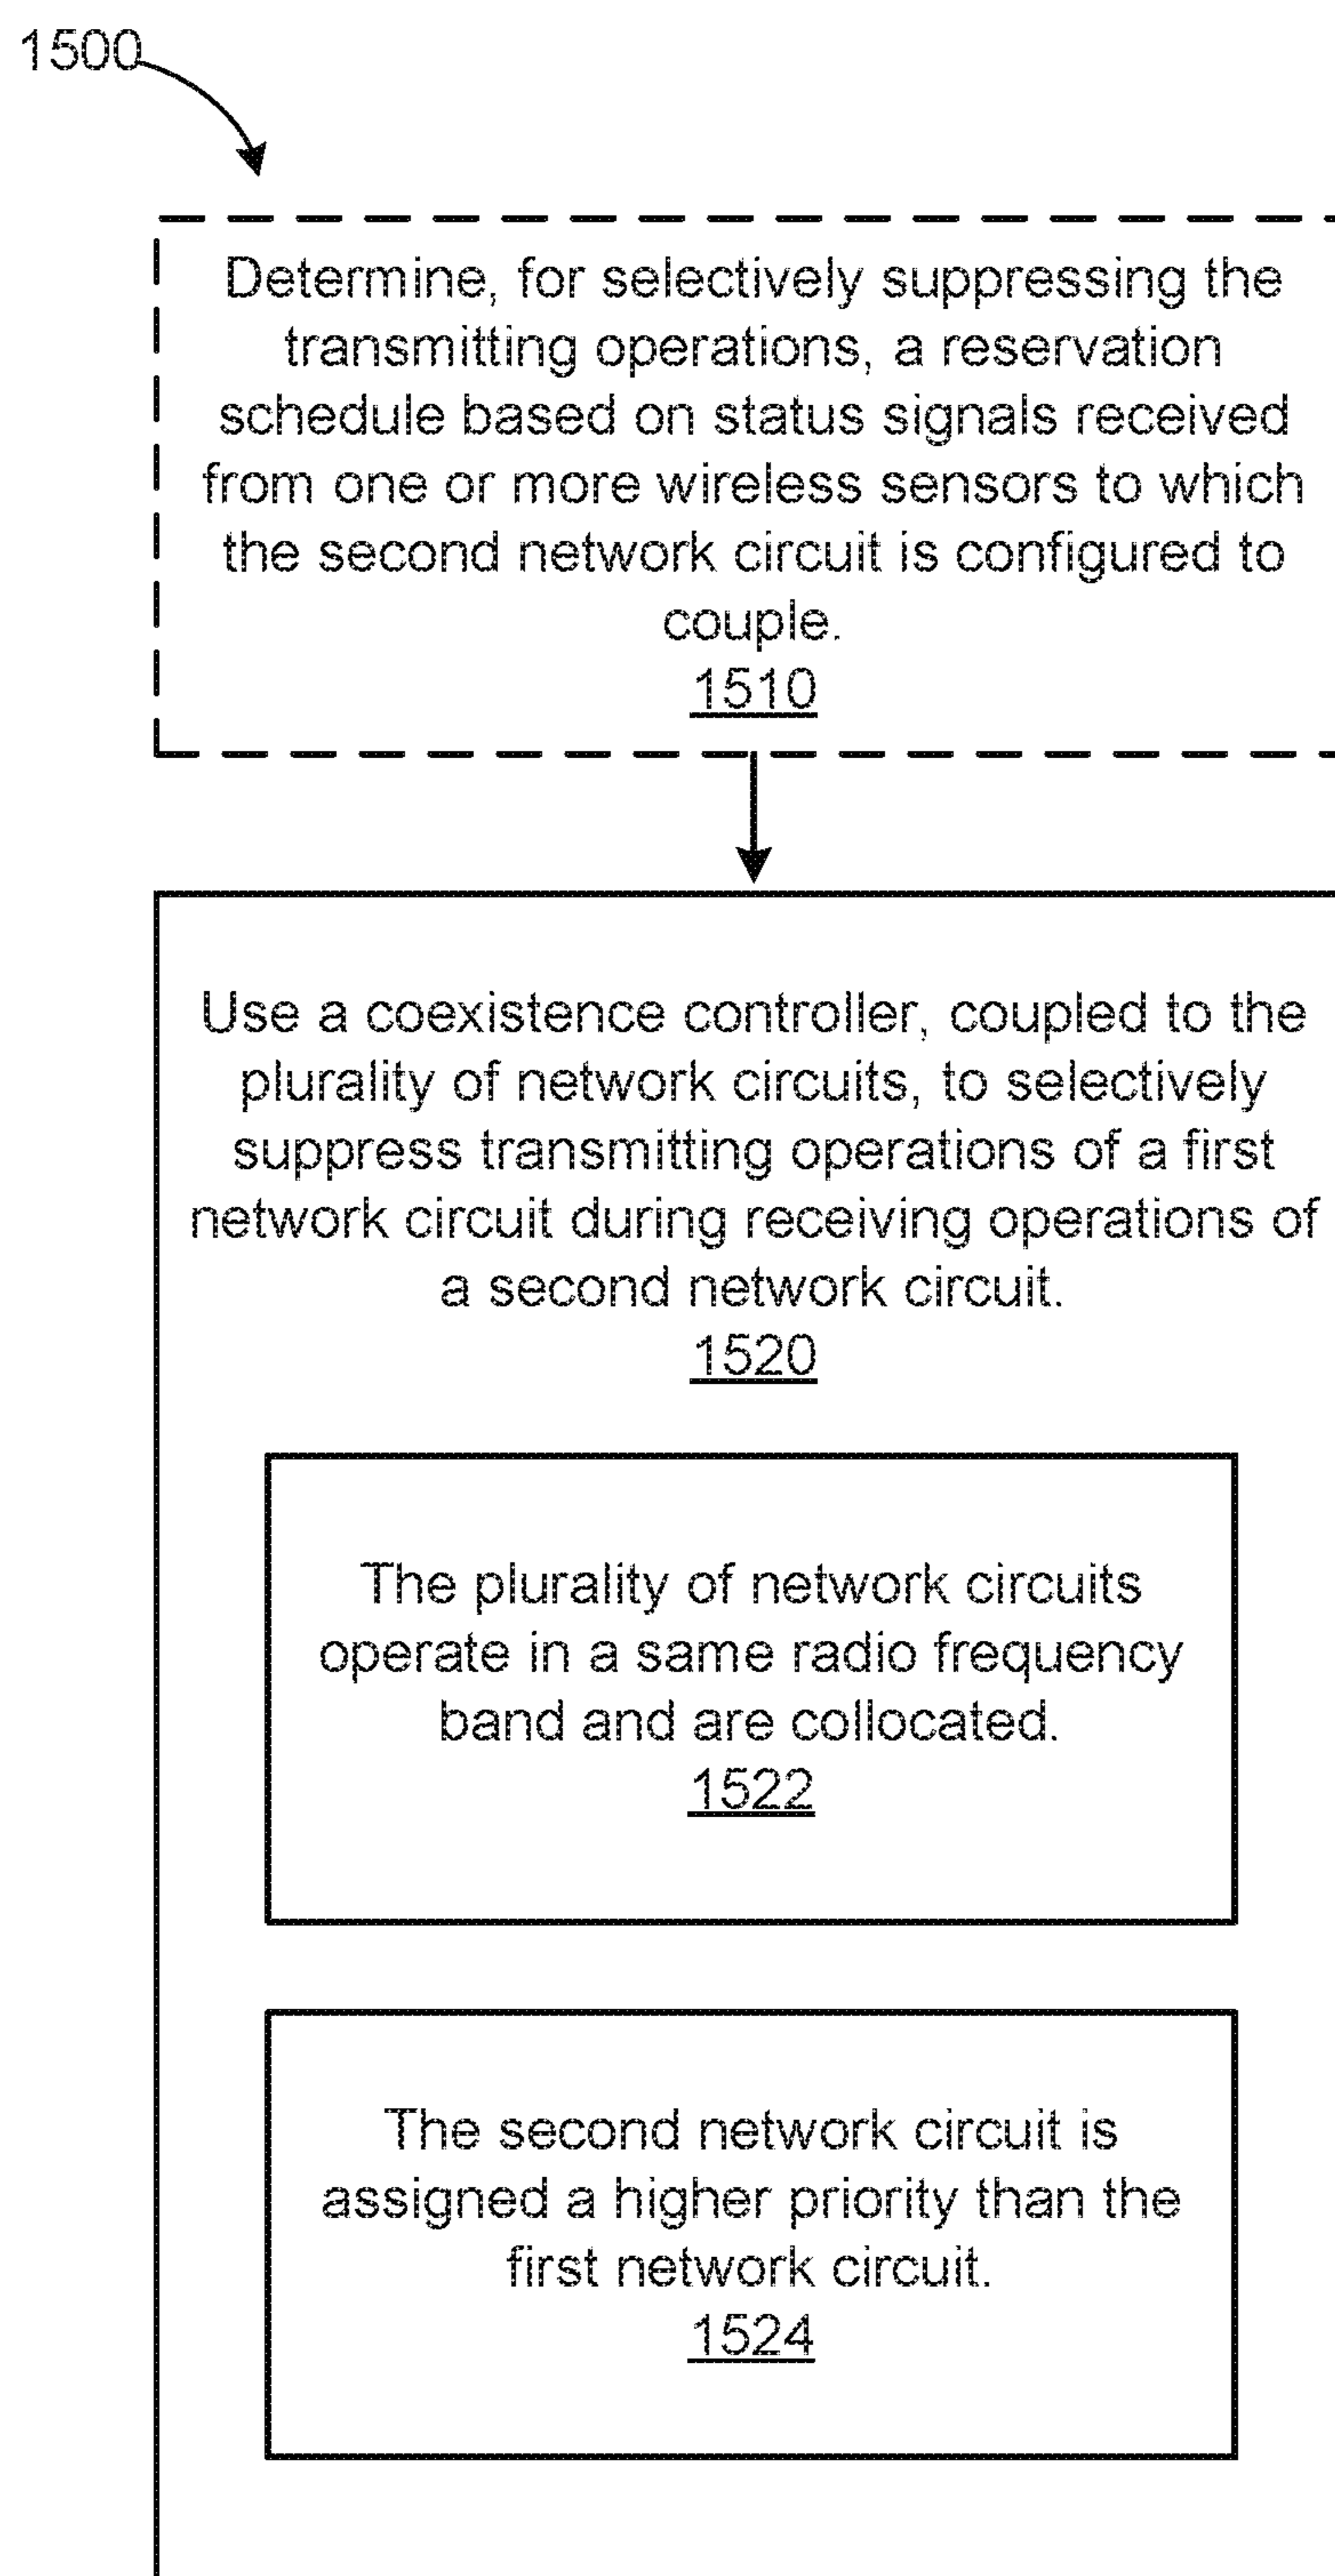 1500
Determine, for selectively suppressing the
transmitting operations, a reservation
schedule based on status signals received
from one or more wireless sensors to which
the second network circuit is configured to
couple.
1510
Use a coexistence controller, coupled to the
plurality of network circuits, to selectively
suppress transmitting operations of a first
network circuit during receiving operations of
a second network circuit.
1520
The plurality of network circuits
operate in a same radio frequency
band and are collocated.
1522
The second network circuit is
assigned a higher priority than the
first network circuit.
1524